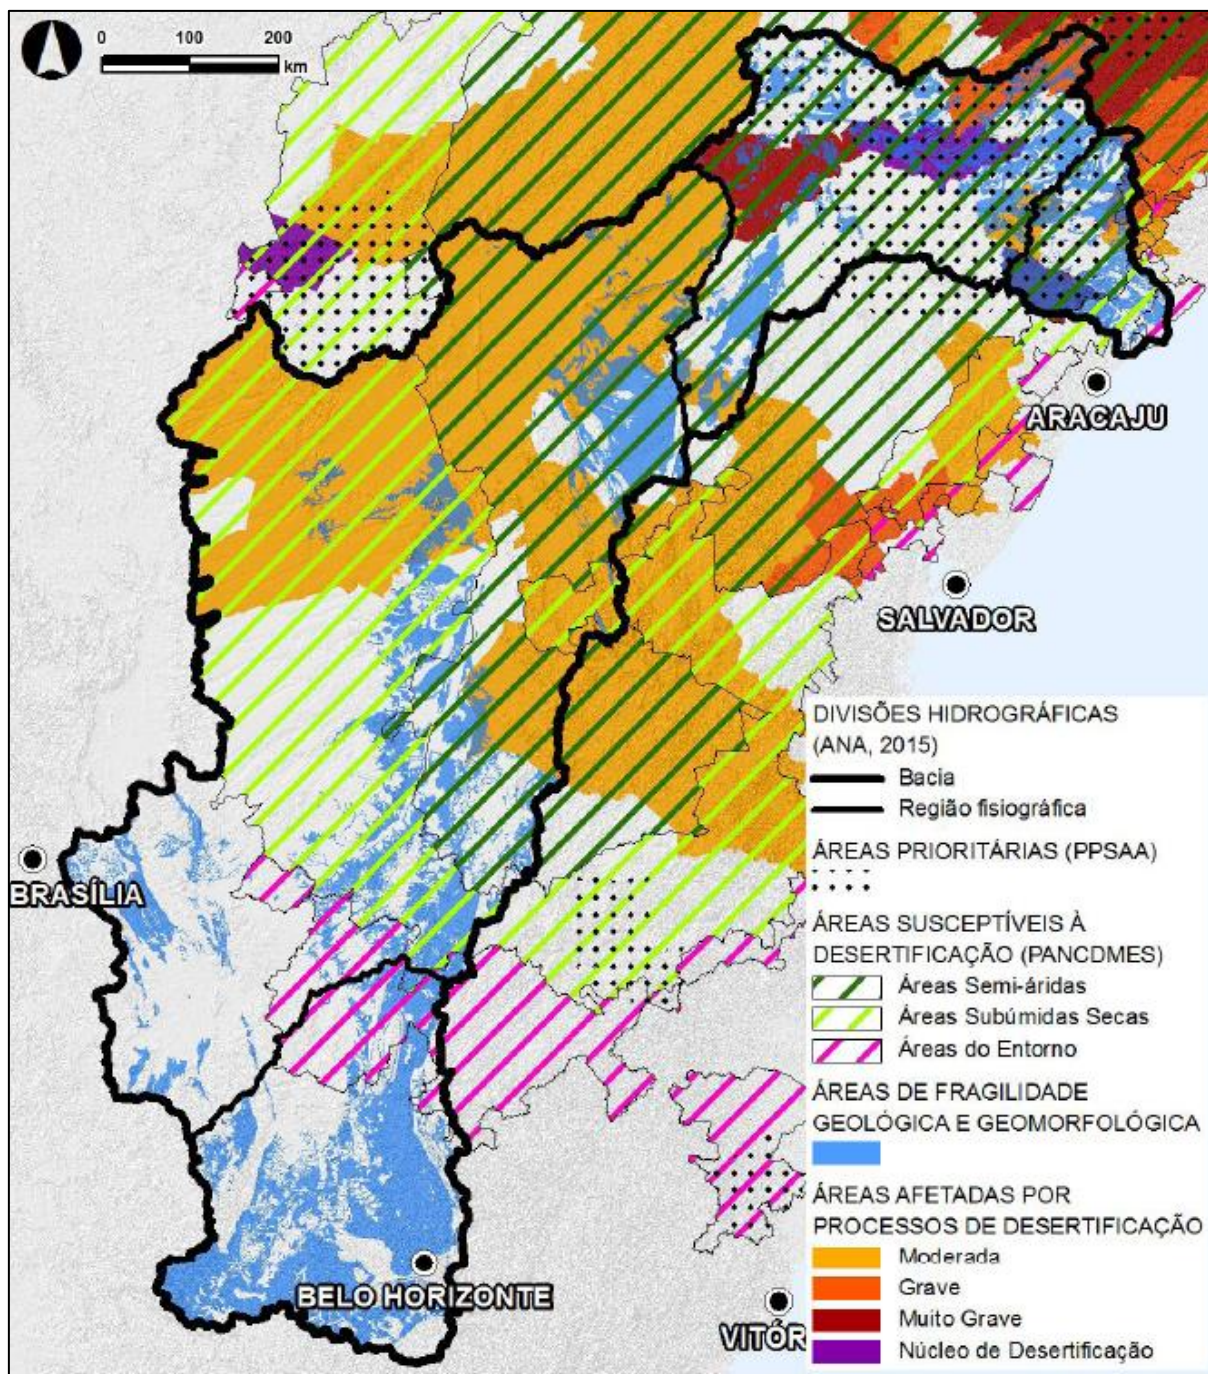 0 100 200
km
ARACAJU
SALVADOR
DIVISÕES HIDROGRÁFICAS
(ANA, 2015)
Bacia
Região fisiográfica
ÁREAS PRIORITÁRIAS (PPSAA)
BRASÍLIA
ÁREAS SUSCEPTÍVEIS À
DESERTIFICAÇÃO (PANCDMES)
Áreas Semi-áridas
Áreas Subúmidas Secas
Áreas do Entorno
ÁREAS DE FRAGILIDADE
GEOLÓGICA E GEOMORFOLÓGICA
ÁREAS AFETADAS POR
PROCESSOS DE DESERTIFICAÇÃO
Moderada
Grave
Muito Grave
Núcleo de Desertificação
BELO HORIZONTE
VITÓR